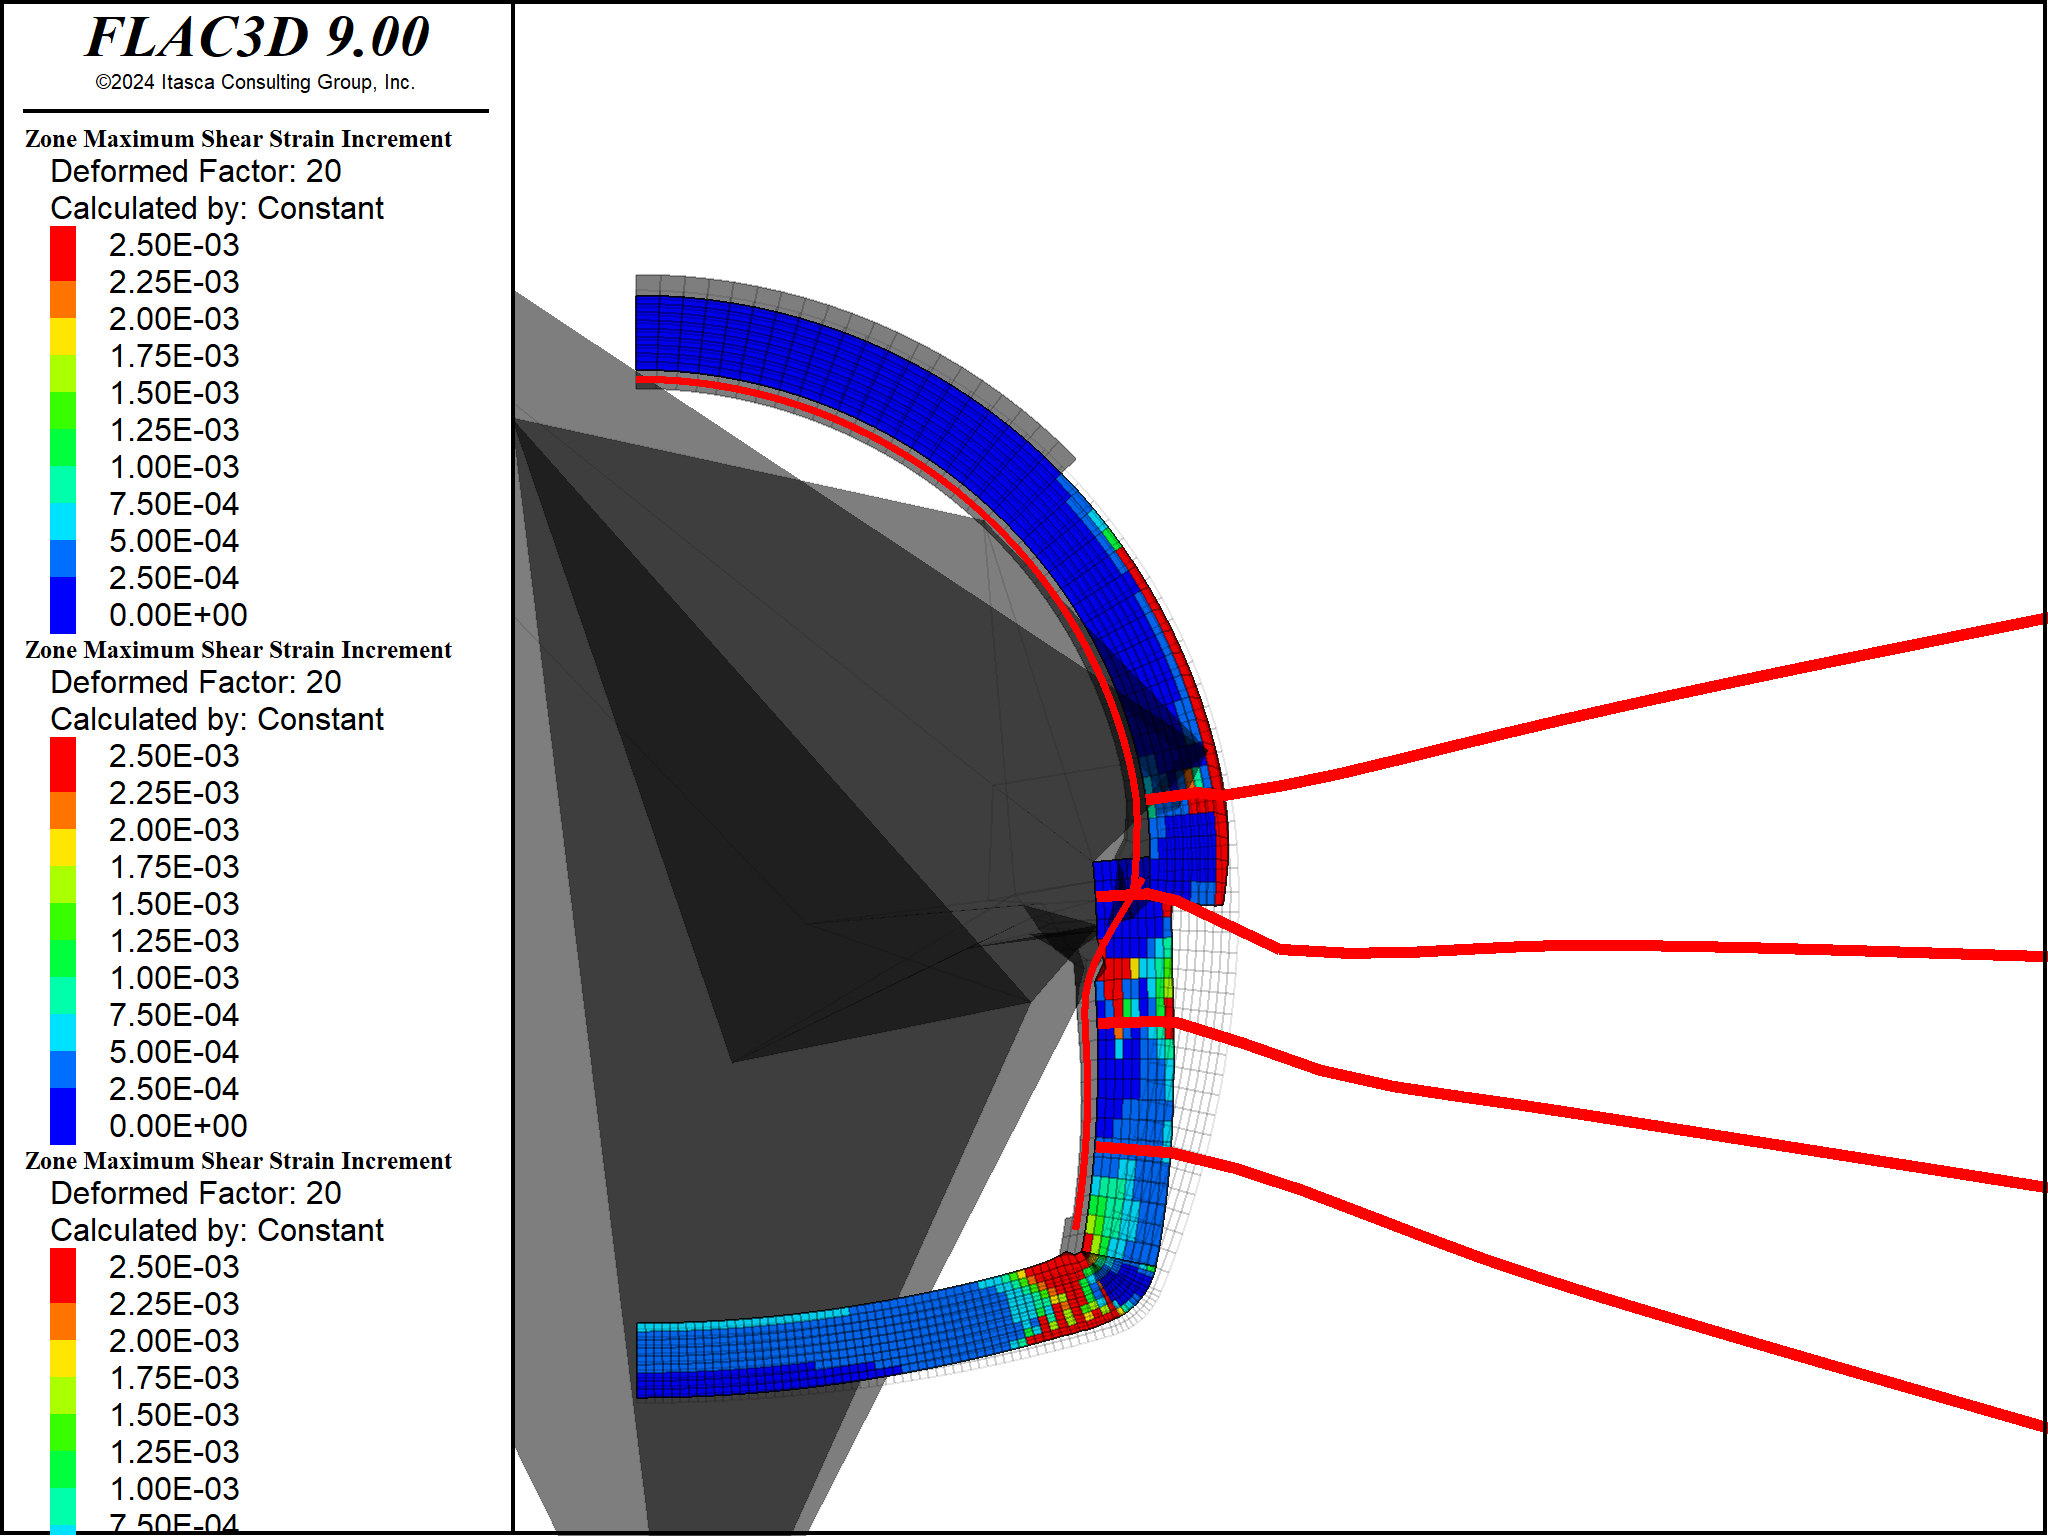 FLAC3D 9.00
©2024 Itasca Consulting Group, Inc.
Zone Maximum Shear Strain Increment
Deformed Factor: 20
Calculated by: Constant
2.50E-03
2.25E-03
2.00E-03
1.75E-03
1.50E-03
1.25E-03
1.00E-03
7.50E-04
5.00E-04
2.50E-04
0.00E+00
Zone Maximum Shear Strain Increment
Deformed Factor: 20
Calculated by: Constant
2.50E-03
2.25E-03
2.00E-03
1.75E-03
1.50E-03
1.25E-03
1.00E-03
7.50E-04
5.00E-04
2.50E-04
0.00E+00
Zone Maximum Shear Strain Increment
Deformed Factor: 20
Calculated by: Constant
2.50E-03
2.25E-03
2.00E-03
1.75E-03
1.50E-03
1.25E-03
1.00E-03
7.50E-04